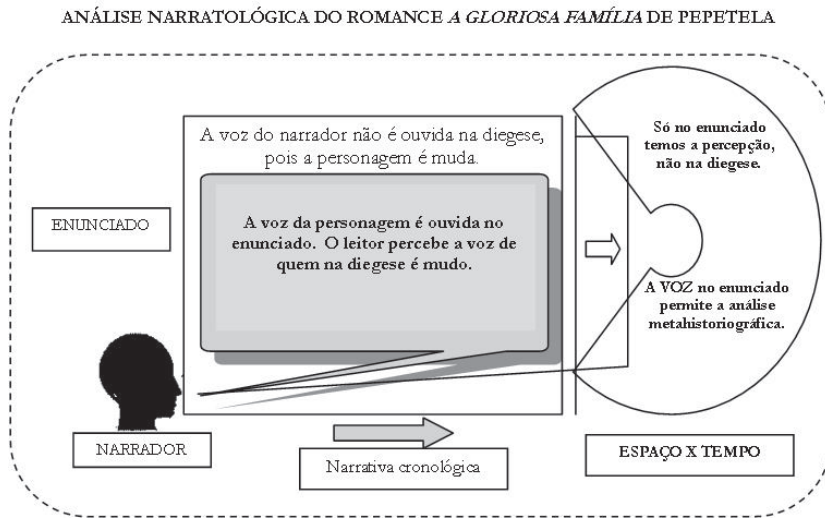 ANÁLISE NARRATOLÓGICA DO ROMANCE A GLORIOSA FAMÍLIA DE PEPETELA
A voz do narrador não é ouvida na diegese,
pois a personagem é muda.
A voz da personagem é ouvida no
enunciado. O leitor percebe a voz de
quem na diegese é mudo.
ENUNCIADO
Só no enunciado
temos a percepção,
não na diegese.
A VOZ no enunciado
permite a análise
metahistoriográfica.
NARRADOR
Narrativa cronológica
ESPAÇO X TEMPO